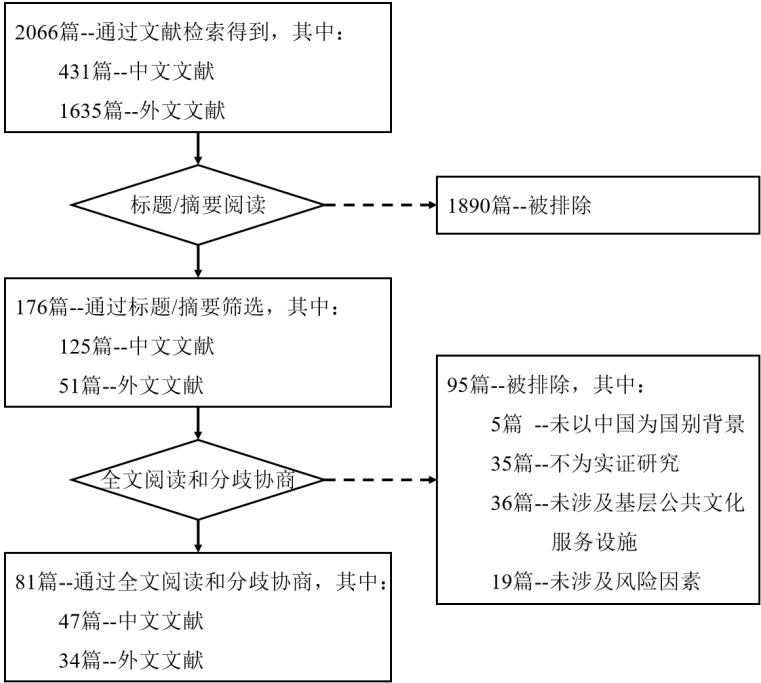 2066篇--通过文献检索得到，其中：
431篇--中文文献
1635篇--外文文献
标题/摘要阅读
1890篇--被排除
176篇--通过标题/摘要筛选，其中：
125篇--中文文献
51篇--外文文献
全文阅读和分歧协商
95篇--被排除，其中：
5篇 --未以中国为国别背景
35篇--不为实证研究
36篇--未涉及基层公共文化
服务设施
19篇--未涉及风险因素
81篇--通过全文阅读和分歧协商，其中：
47篇--中文文献
34篇--外文文献